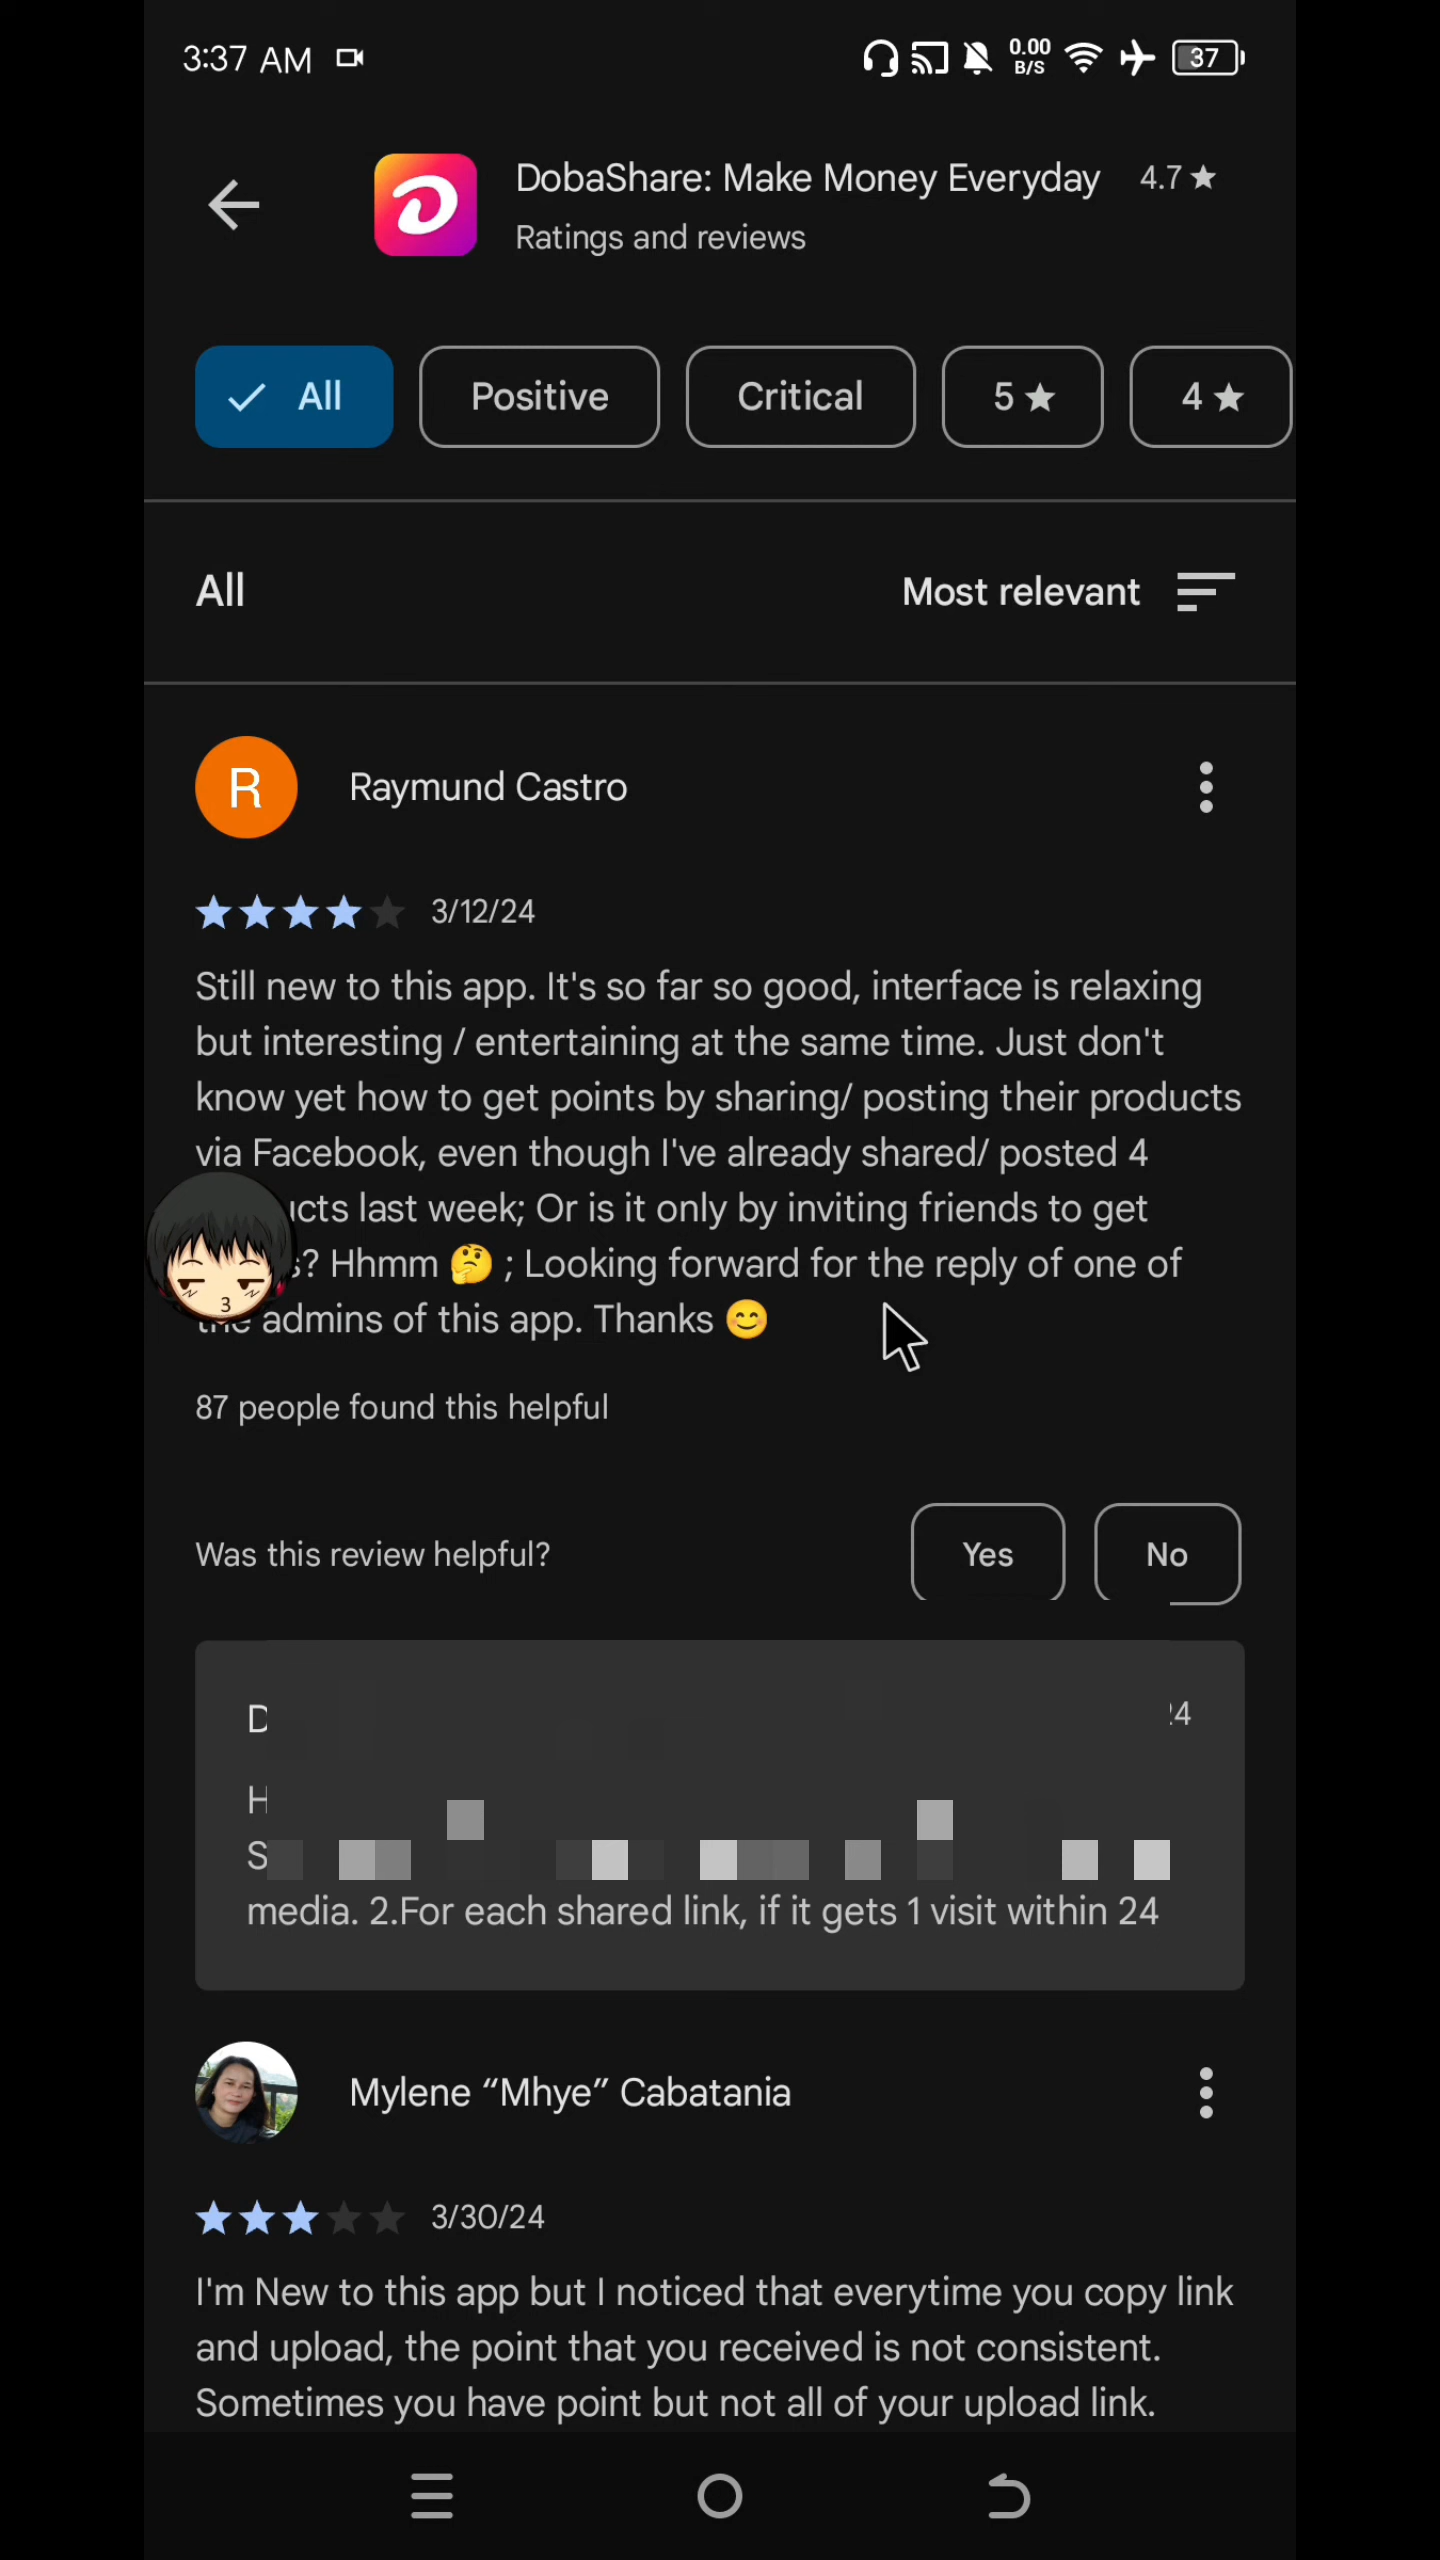 3:37 AM
0.00
B/S
37
DobaShare: Make Money Everyday 4.7 ★
Ratings and reviews
All
Positive
Critical
5 ★
4 ★
All
Most relevant
R
Raymund Castro
3/12/24
Still new to this app. It's so far so good, interface is relaxing
but interesting / entertaining at the same time. Just don't
know yet how to get points by sharing/ posting their products
via Facebook, even though I've already shared/ posted 4
last week; Or is it only by inviting friends to get
? Hhmm 🤔 ; Looking forward for the reply of one of
admins of this app. Thanks 😊
3
87 people found this helpful
Was this review helpful?
Yes
No
media. 2.For each shared link, if it gets 1 visit within 24
Mylene “Mhye” Cabatania
3/30/24
I'm New to this app but I noticed that everytime you copy link
and upload, the point that you received is not consistent.
Sometimes you have point but not all of your upload link.